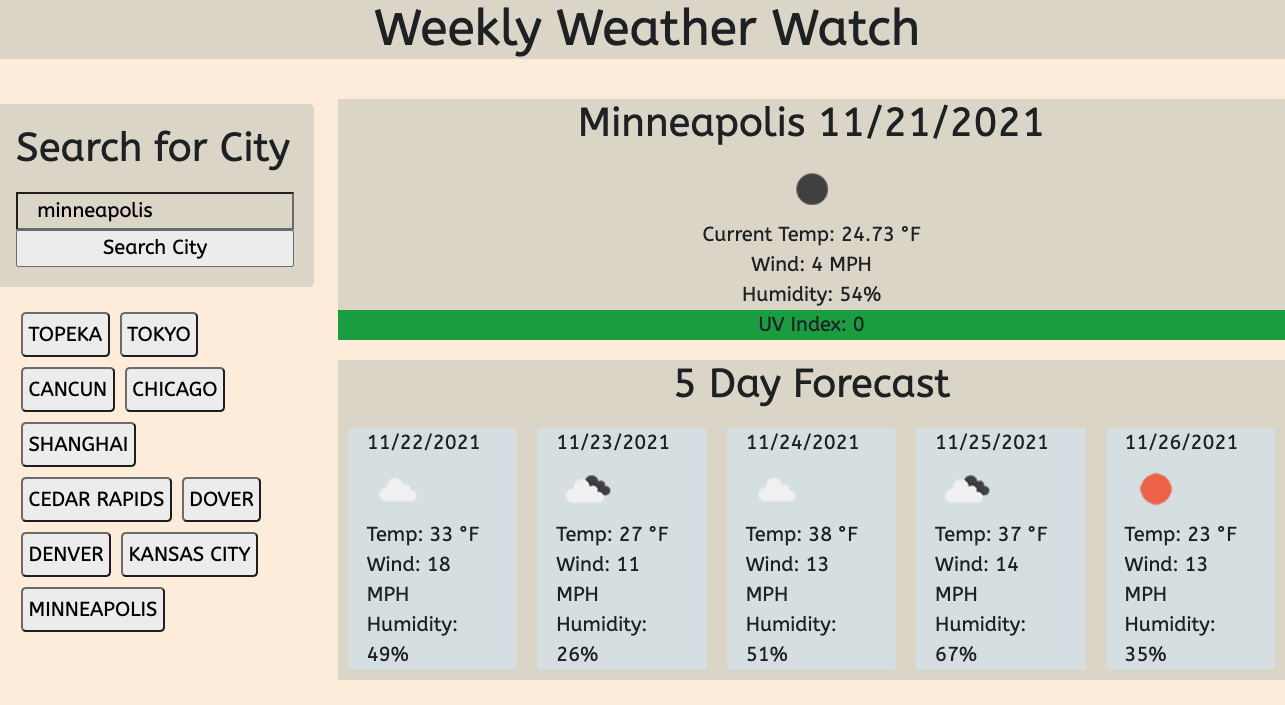 Weekly Weather Watch
Search for City
minneapolis
Search City
TOPEKA TOKYO
CANCUN CHICAGO
SHANGHAI
CEDAR RAPIDS DOVER
DENVER KANSAS CITY
MINNEAPOLIS
Minneapolis 11/21/2021
Current Temp: 24.73 °F
Wind: 4 MPH
Humidity: 54%
UV Index: 0
5 Day Forecast
11/22/2021
Temp: 33 °F
Wind: 18
MPH
Humidity:
49%
11/23/2021
Temp: 27 °F
Wind: 11
MPH
Humidity:
26%
11/24/2021
Temp: 38 °F
Wind: 13
MPH
Humidity:
51%
11/25/2021
Temp: 37 °F
Wind: 14
MPH
Humidity:
67%
11/26/2021
Temp: 23 °F
Wind: 13
MPH
Humidity:
35%